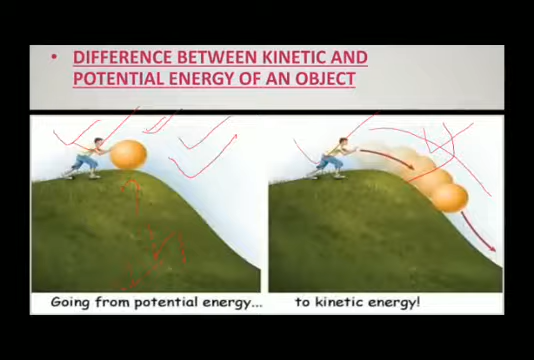 • DIFFERENCE BETWEEN KINETIC AND
POTENTIAL ENERGY OF AN OBJECT
Going from potential energy...
to kinetic energy!